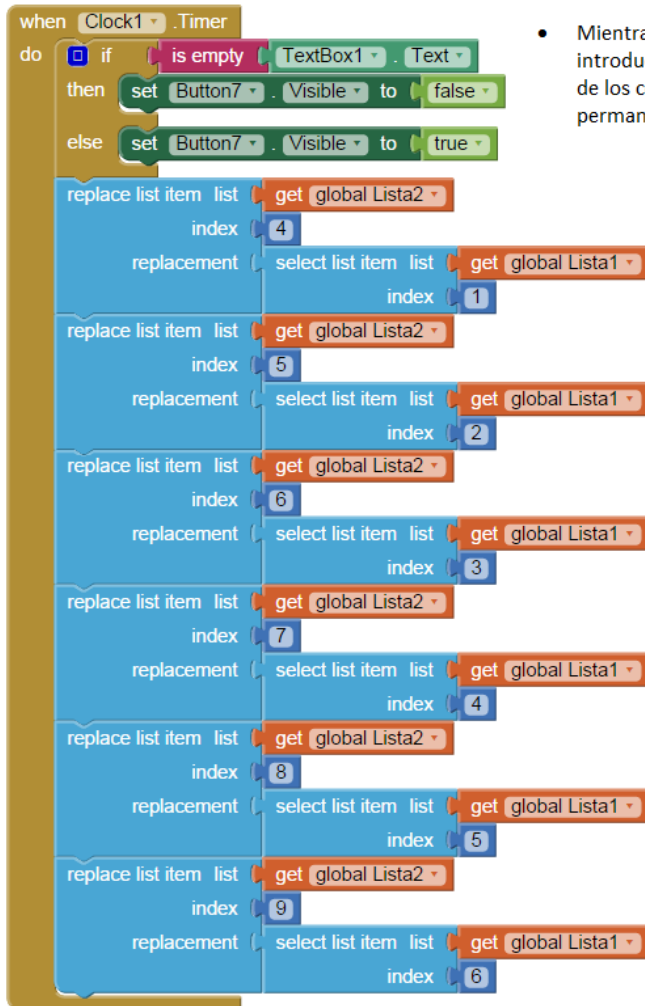 when Clock1 .Timer
do if is empty TextBox1 . Text
then set Button7 . Visible to false
else set Button7 . Visible to true
replace list item list get global Lista2
index 4
replacement select list item list get global Lista1
index 1
replace list item list get global Lista2
index 5
replacement select list item list get global Lista1
index 2
replace list item list get global Lista2
index 6
replacement select list item list get global Lista1
index 3
replace list item list get global Lista2
index 7
replacement select list item list get global Lista1
index 4
replace list item list get global Lista2
index 8
replacement select list item list get global Lista1
index 5
replace list item list get global Lista2
index 9
replacement select list item list get global Lista1
index 6
• Mientra
introdu
de los c
perman